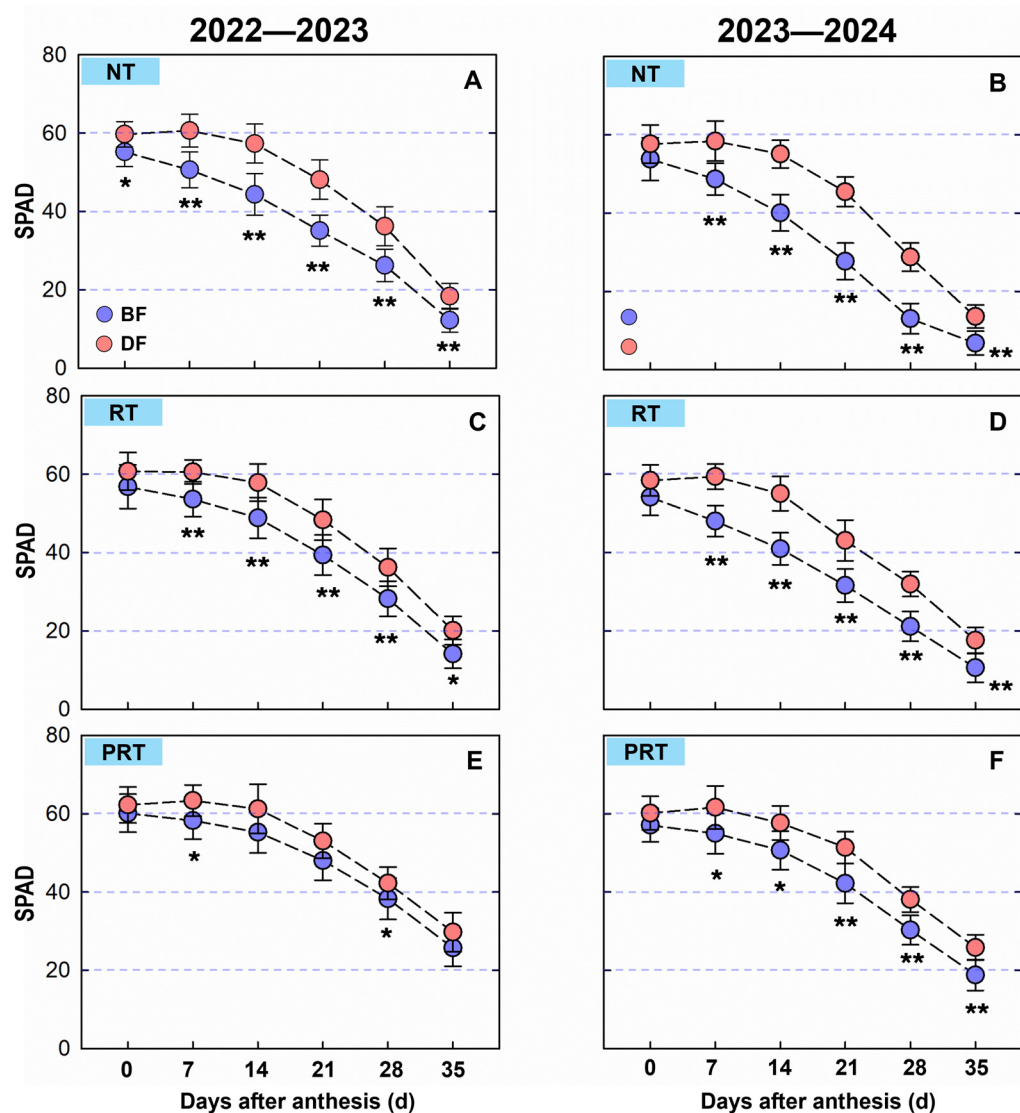 2022—2023
2023—2024
80
60
40
20
0
SPAD
NT
A
*
**
**
**
**
**
BF
DF
NT
B
**
**
**
**
**
80
60
40
20
0
SPAD
RT
C
**
**
**
**
*
RT
D
**
**
**
**
**
80
60
40
20
0
SPAD
PRT
E
*
*
PRT
F
*
*
**
**
**
0 7 14 21 28 35
0 7 14 21 28 35
Days after anthesis (d)
Days after anthesis (d)